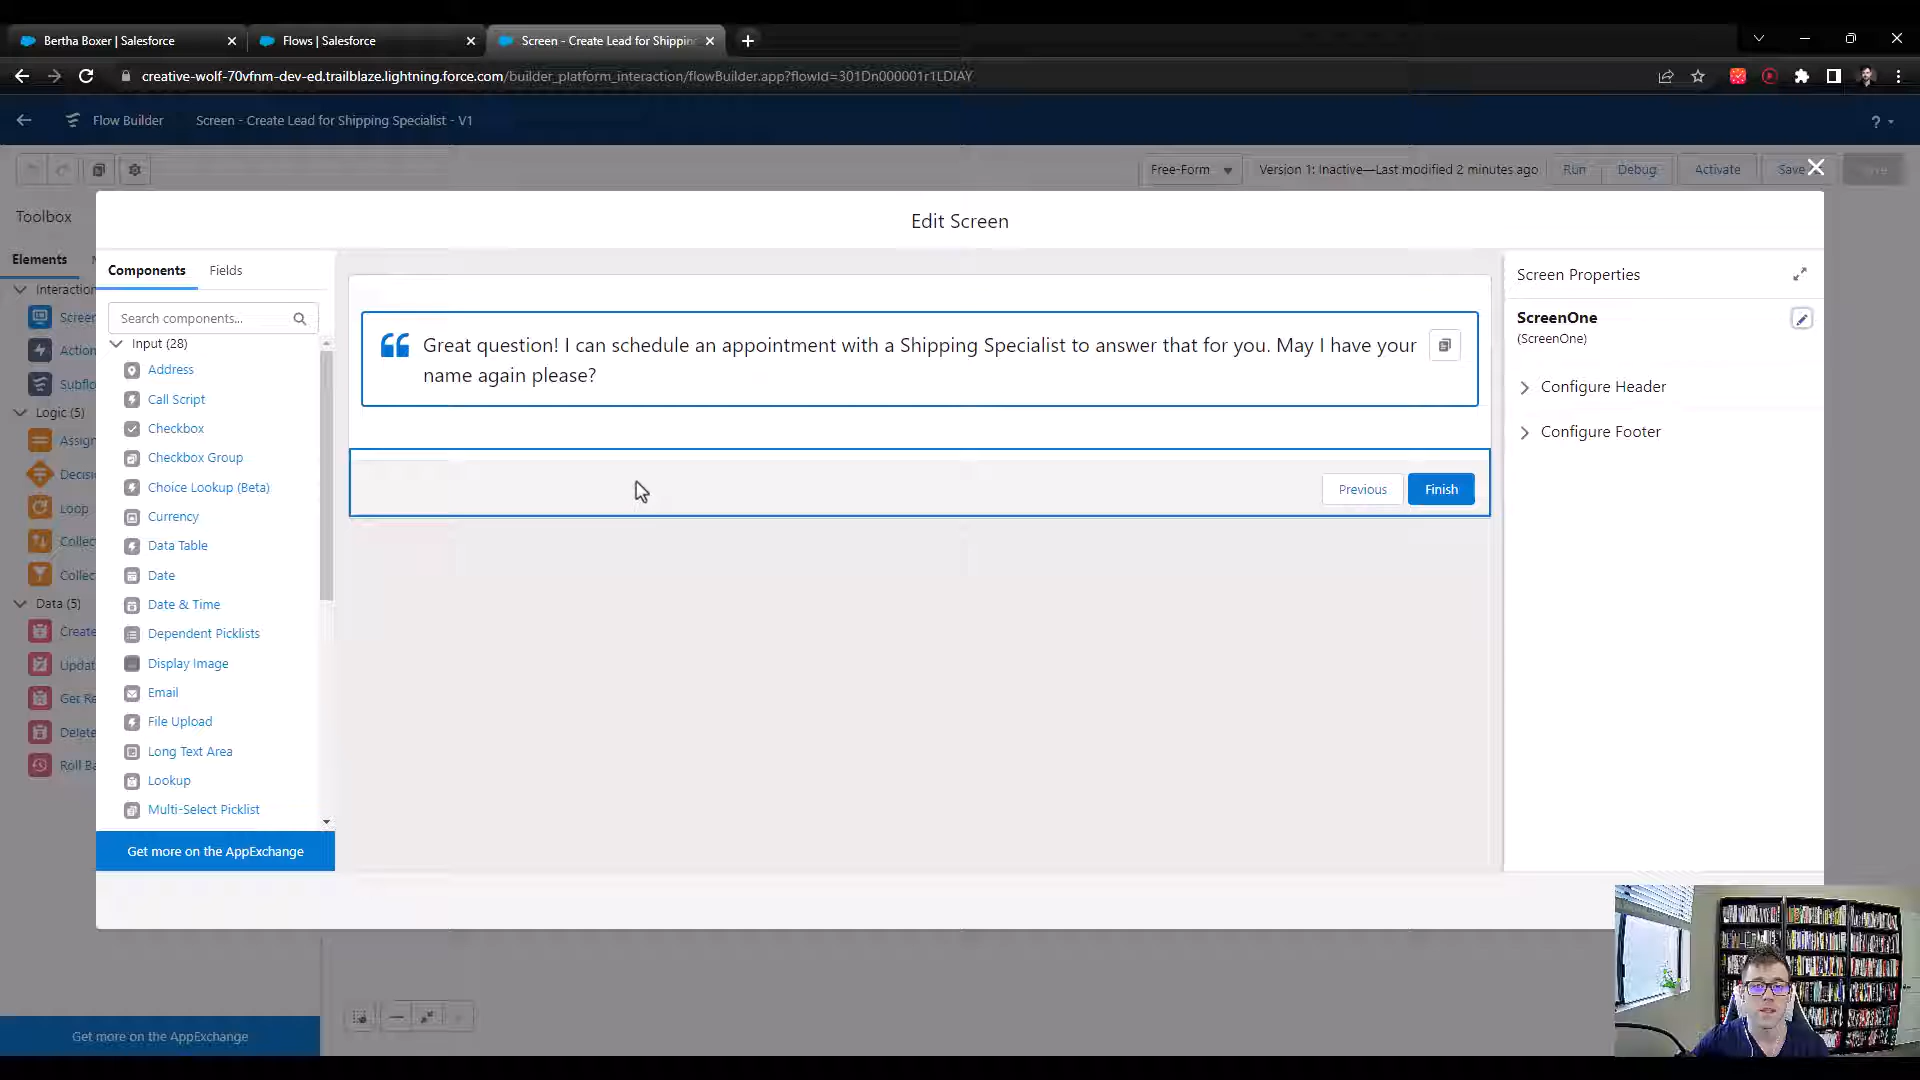 Bertha Boxer | Salesforce
Flows | Salesforce
Screen - Create Lead for Shippin
creative-wolf-70vfnm-dev-ed.trailblaze.lightning.force.com/builder_platform_interaction/flowBuilder.app?flowId=301Dn000001r1LDIAY
Flow Builder
Screen - Create Lead for Shipping Specialist - V1
?
Free-Form
Version 1: Inactive—Last modified 2 minutes ago
Run
Debug
Activate
Save
Toolbox
Edit Screen
Elements
Interaction
Screen
Action
Subflo
Logic (5)
Assign
Decisio
Loop
Collec
Collec
Data (5)
Create
Updat
Get Re
Delete
Roll Ba
Get more on the AppExchange
Components
Fields
Search components...
Input (28)
Address
Call Script
Checkbox
Checkbox Group
Choice Lookup (Beta)
Currency
Data Table
Date
Date & Time
Dependent Picklists
Display Image
Email
File Upload
Long Text Area
Lookup
Multi-Select Picklist
Get more on the AppExchange
Great question! I can schedule an appointment with a Shipping Specialist to answer that for you. May I have your
name again please?
Previous
Finish
Screen Properties
ScreenOne
(ScreenOne)
Configure Header
Configure Footer